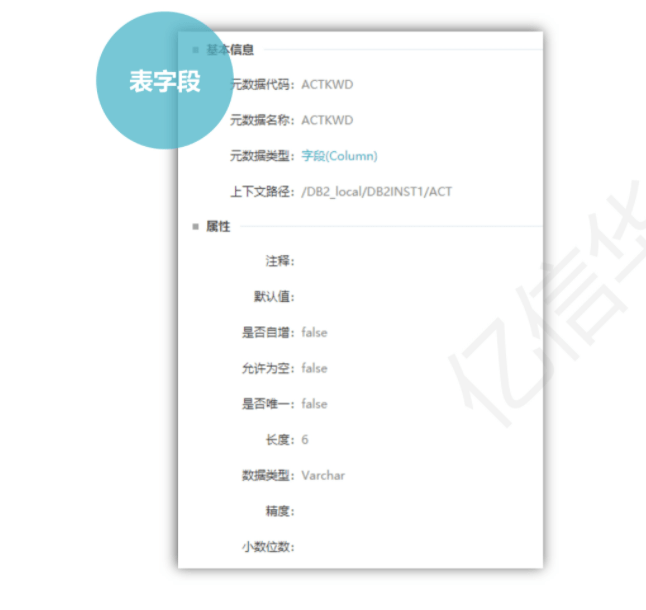 表字段
基本信息
元数据代码：ACTKWD
元数据名称：ACTKWD
元数据类型：字段(Column)
上下文路径：/DB2_local/DB2INST1/ACT
属性
注释：
默认值：
是否自增：false
允许为空：false
是否唯一：false
长度：6
数据类型：Varchar
精度：
小数位数：
亿信华